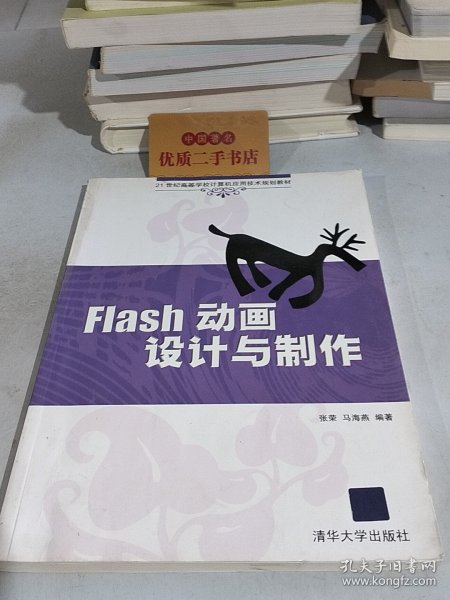 中国著名
优质二手书店
21世纪高等学校计算机应用技术规划教材
Flash 动画
设计与制作
张荣 马海燕 编著
清华大学出版社
孔夫子旧书网
www.kongfz.com